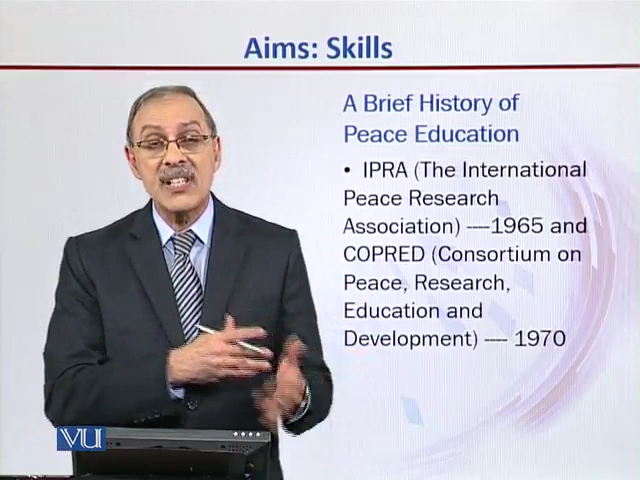 Aims: Skills
A Brief History of
Peace Education
• IPRA (The International
Peace Research
Association) ----1965 and
COPRED (Consortium on
Peace, Research,
Education and
Development) ---- 1970
VU